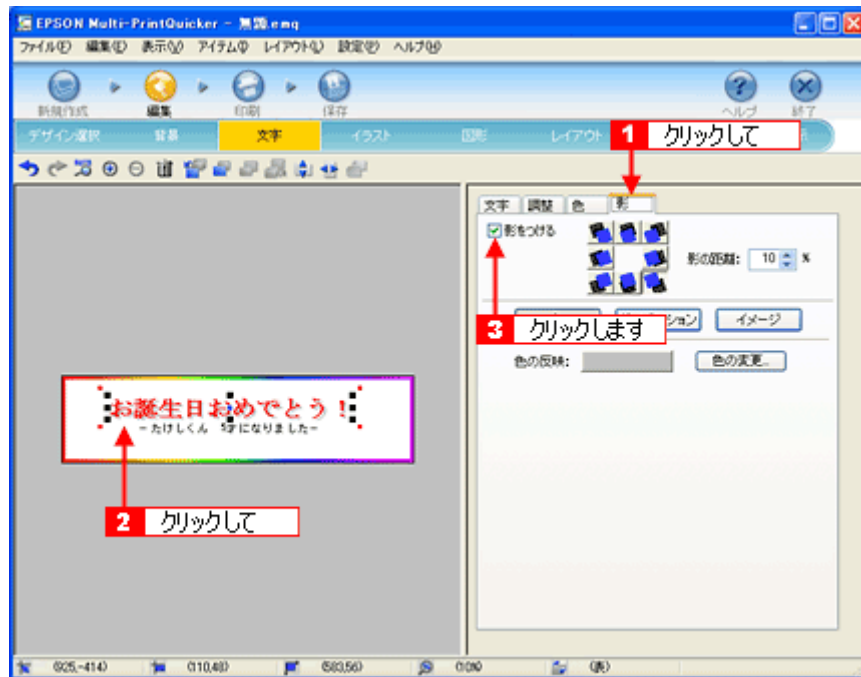 EPSON Multi-PrintQuicker - 無題.emq
ファイル(F) 編集(E) 表示(V) アイテム(I) レイアウト(L) 設定(P) ヘルプ(H)
新規作成 編集 印刷 保存 ヘルプ 終了
デザイン選択 背景 文字 イラスト 図形 レイアウト
1 クリックして
文字 調整 色 影
影をつける
影の距離: 10 %
3 クリックします
イメージ
色の反映: 色の変更...
お誕生日おめでとう!
-たけしくん 5才になりました-
2 クリックして
(925,-414) (110,48) (583,56) (表)